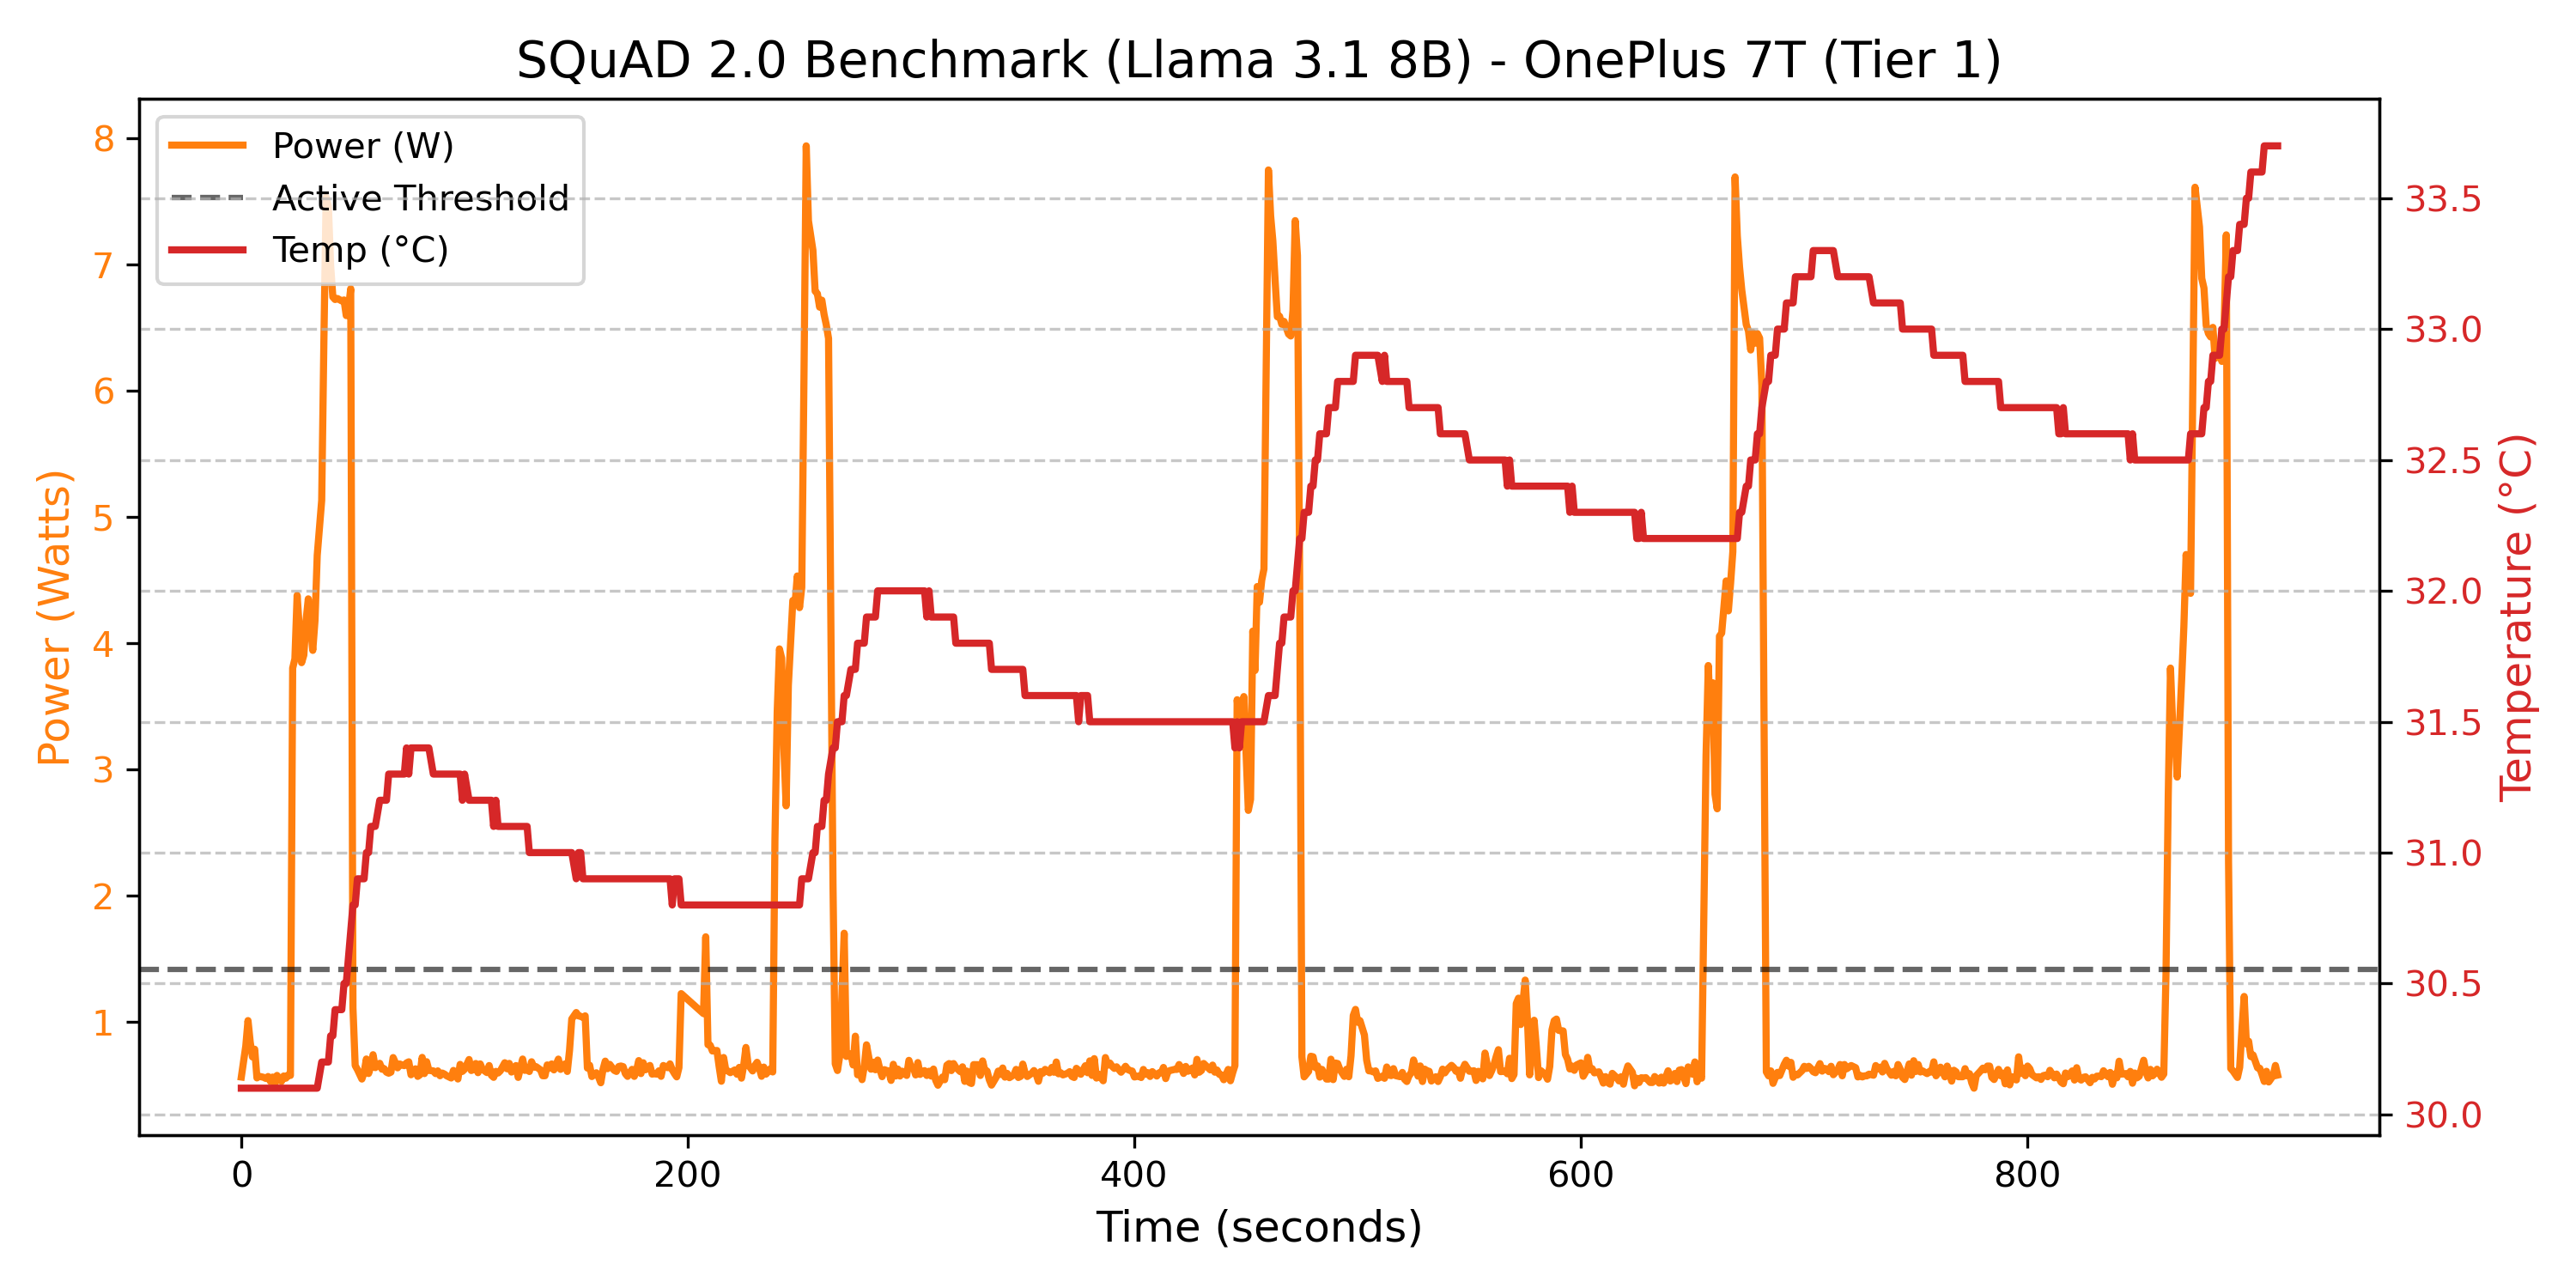 SQuAD 2.0 Benchmark (Llama 3.1 8B) - OnePlus 7T (Tier 1)
Power (W)
Active Threshold
Temp (°C)
Power (Watts)
8
7
6
5
4
3
2
1
33.5
33.0
32.5
32.0
31.5
31.0
30.5
30.0
Temperature (°C)
0 200 400 600 800
Time (seconds)